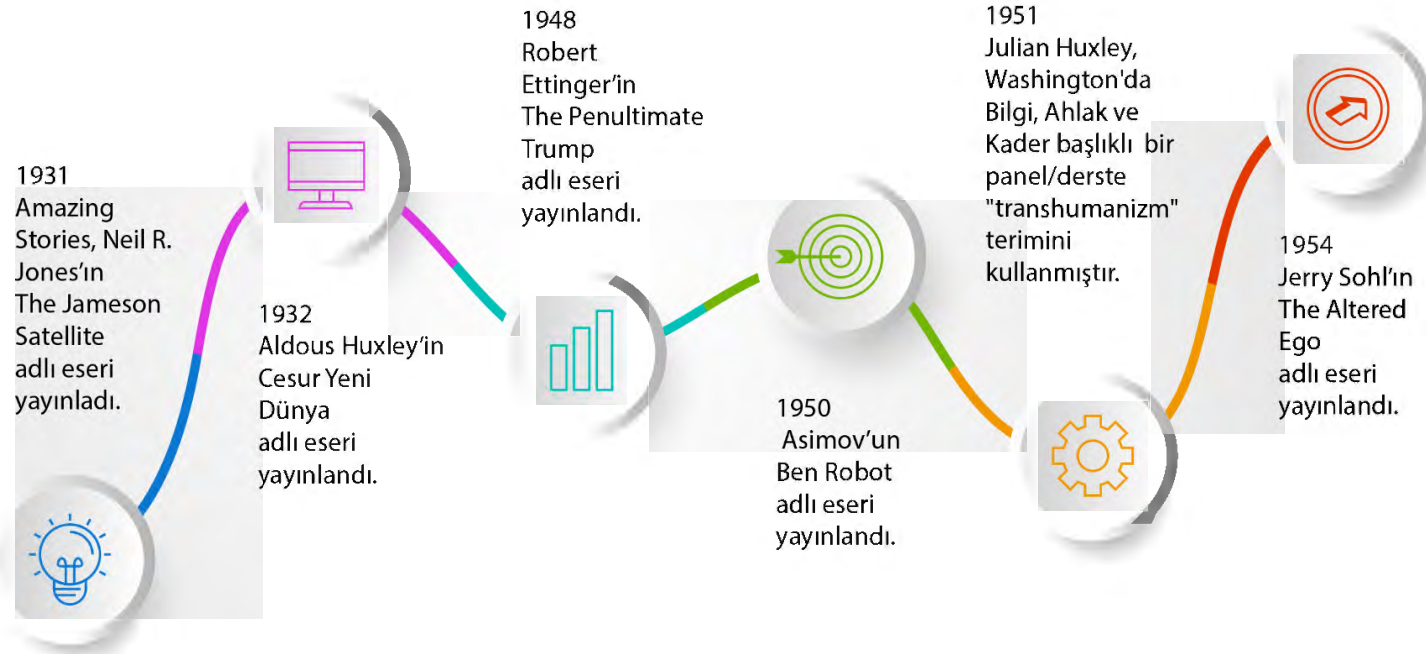 1931
Amazing
Stories, Neil R.
Jones’ın
The Jameson
Satellite
adlı eseri
yayınladı.
1932
Aldous Huxley’in
Cesur Yeni
Dünya
adlı eseri
yayınlandı.
1948
Robert
Ettinger’in
The Penultimate
Trump
adlı eseri
yayınlandı.
1950
Asimov’un
Ben Robot
adlı eseri
yayınlandı.
1951
Julian Huxley,
Washington'da
Bilgi, Ahlak ve
Kader başlıklı bir
panel/derste
"transhumanizm"
terimini
kullanmıştır.
1954
Jerry Sohl’ın
The Altered
Ego
adlı eseri
yayınlandı.